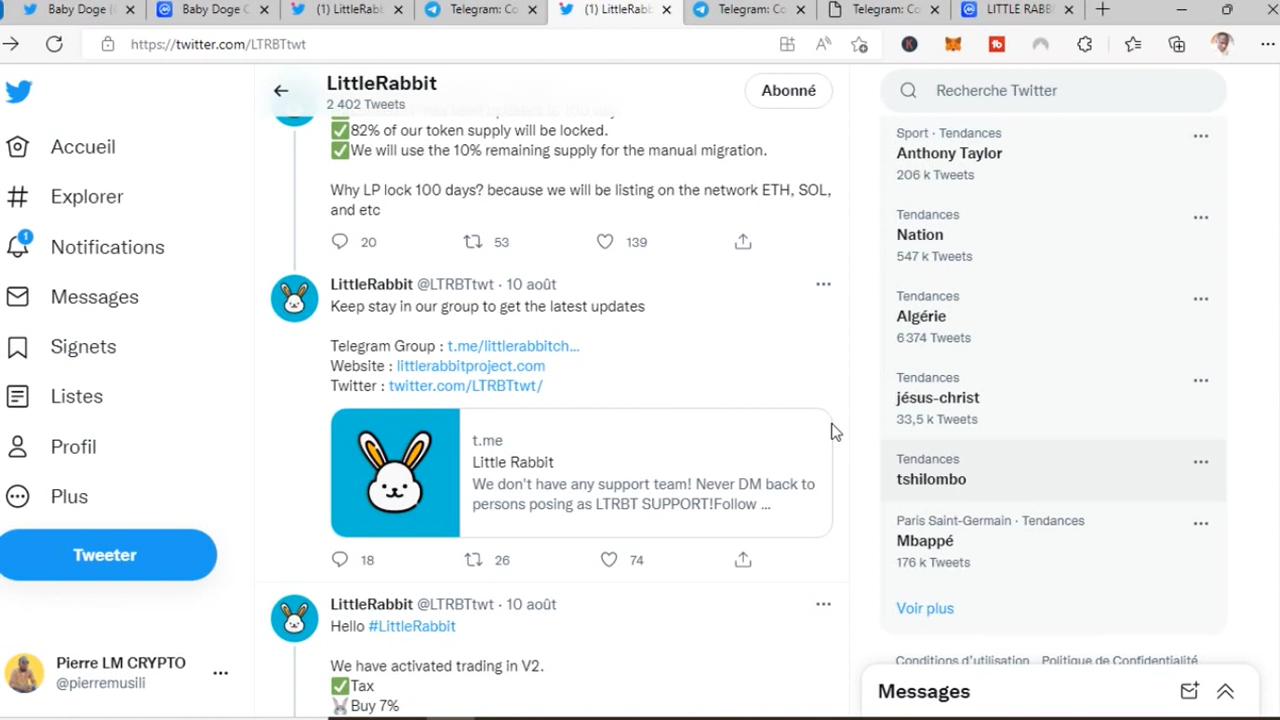 Baby Doge (
Baby Doge C
(1) LittleRabb
Telegram: Co
(1) LittleRab
Telegram: Co
Telegram: Co
LITTLE RABB
https://twitter.com/LTRBTtwt
LittleRabbit
2 402 Tweets
Abonné
Recherche Twitter
Accueil
Explorer
1
Notifications
Messages
Signets
Listes
Profil
Plus
Tweeter
Pierre LM CRYPTO
@pierremusili
✅82% of our token supply will be locked.
✅We will use the 10% remaining supply for the manual migration.
Why LP lock 100 days? because we will be listing on the network ETH, SOL,
and etc
20 53 139
LittleRabbit @LTRBTtwt · 10 août
Keep stay in our group to get the latest updates
Telegram Group : t.me/littlerabbitch...
Website : littlerabbitproject.com
Twitter : twitter.com/LTRBTtwt/
t.me
Little Rabbit
We don't have any support team! Never DM back to
persons posing as LTRBT SUPPORT!Follow ...
18 26 74
LittleRabbit @LTRBTtwt · 10 août
Hello #LittleRabbit
We have activated trading in V2.
✅Tax
🐰Buy 7%
Sport · Tendances
Anthony Taylor
206 k Tweets
Tendances
Nation
547 k Tweets
Tendances
Algérie
6 374 Tweets
Tendances
jésus-christ
33,5 k Tweets
Tendances
tshilombo
Paris Saint-Germain · Tendances
Mbappé
176 k Tweets
Voir plus
Conditions d'utilisation Politique de Confidentialité
Messages